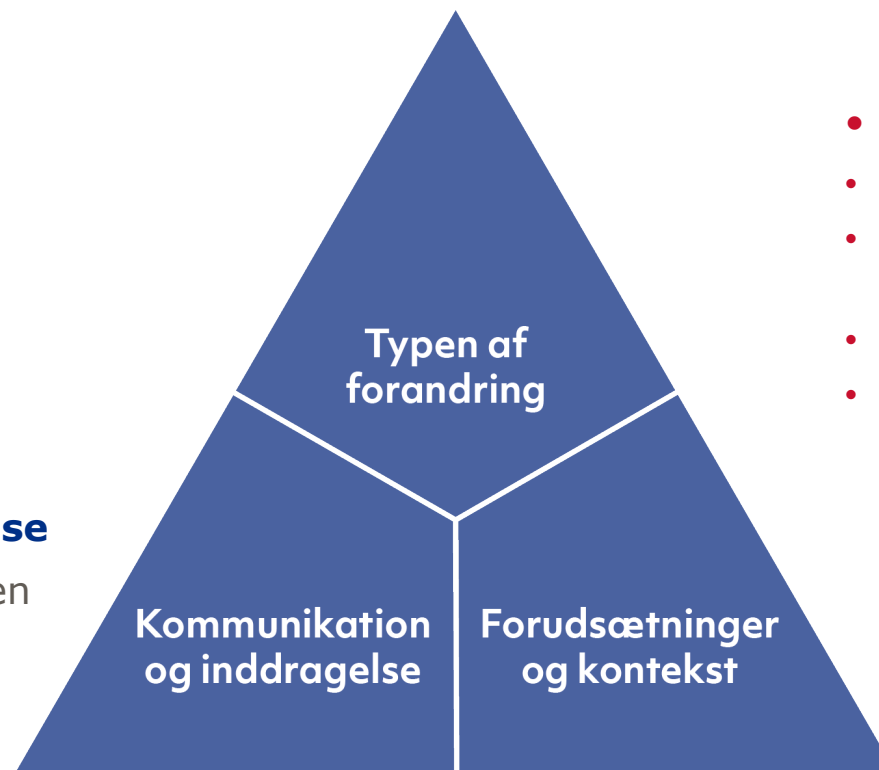 Typen af
forandring
se
en
Kommunikation
og inddragelse
Forudsætninger
og kontekst